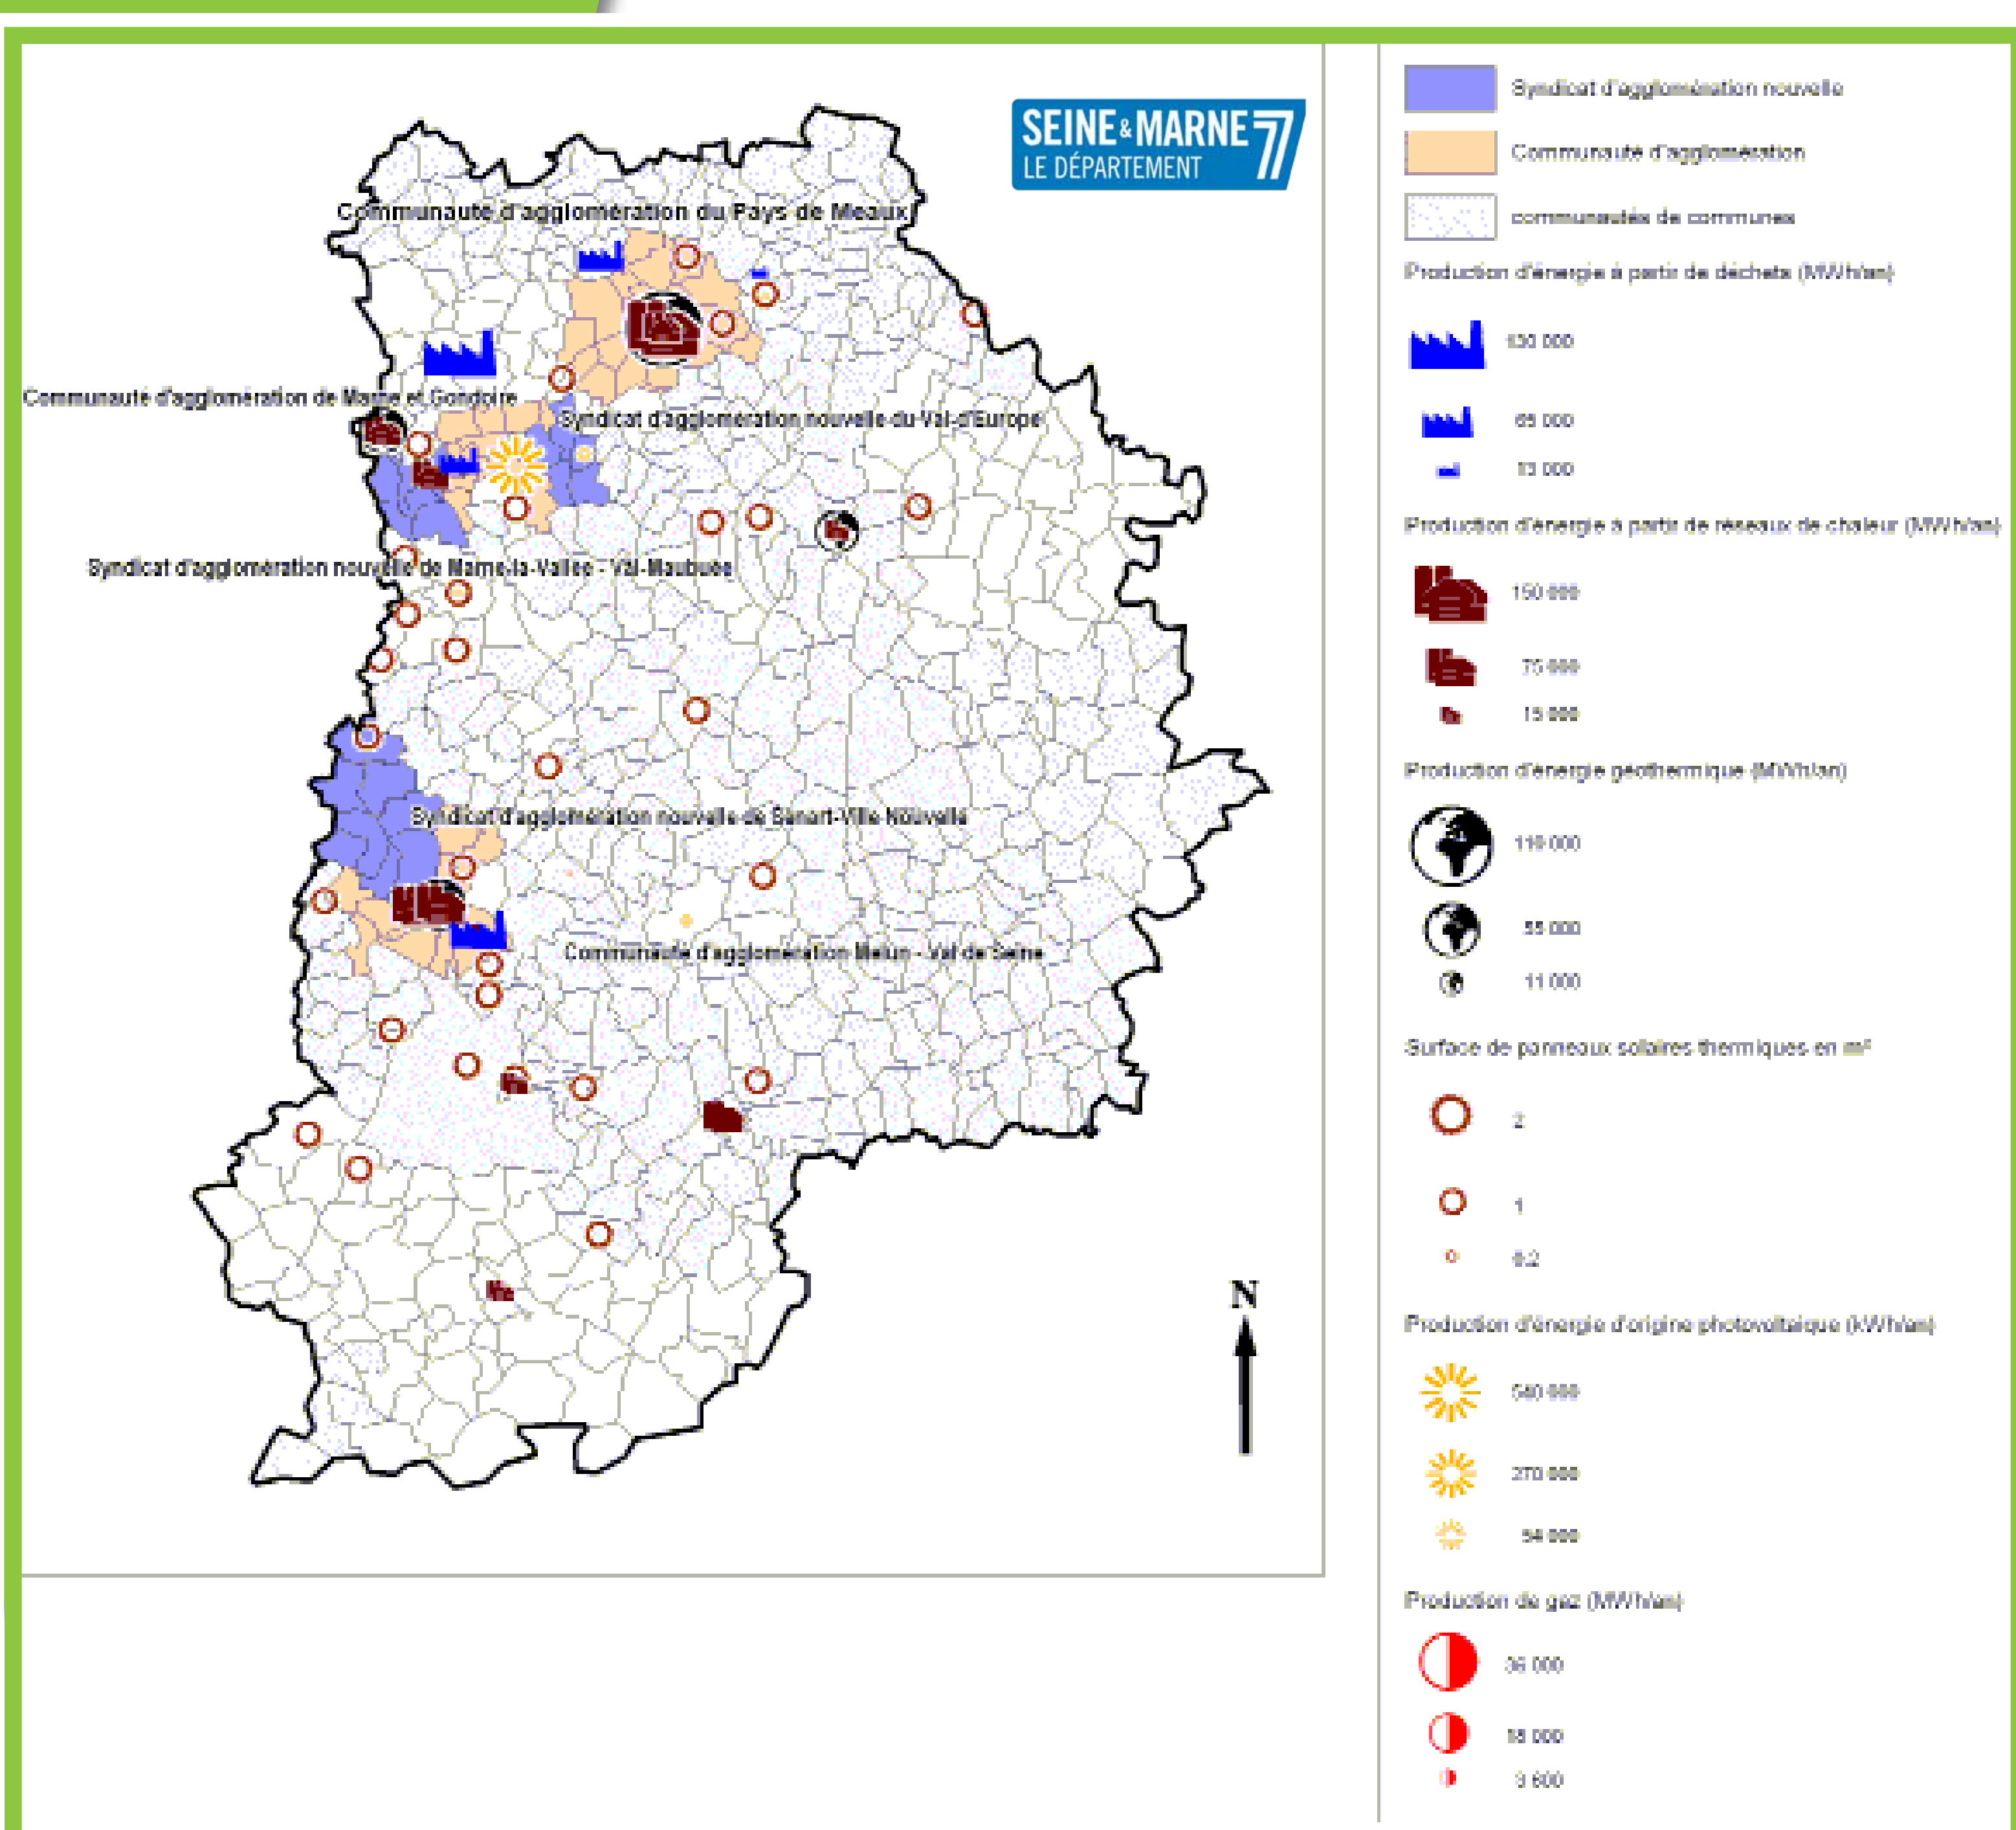 SEINE & MARNE 77
LE DÉPARTEMENT
Communauté d'agglomération du Pays de Meaux
Communauté d'agglomération de Marne et Gondoire
Syndicat d'agglomération nouvelle du Val d'Europe
Syndicat d'agglomération nouvelle de Marne-la-Vallée - Val-Maubuée
Syndicat d'agglomération nouvelle de Sénart-Ville Nouvelle
Communauté d'agglomération Melun - Val de Seine
N
Syndicat d'agglomération nouvelle
Communauté d'agglomération
communautés de communes
Production d'énergie à partir de déchets (MWh/an)
130 000
65 000
13 000
Production d'énergie à partir de réseaux de chaleur (MWh/an)
150 000
75 000
15 000
Production d'énergie géothermique (MWh/an)
110 000
55 000
11 000
Surface de panneaux solaires thermiques en m²
2
1
0.2
Production d'énergie d'origine photovoltaïque (kWh/an)
540 000
270 000
54 000
Production de gaz (MWh/an)
36 000
18 000
3 600